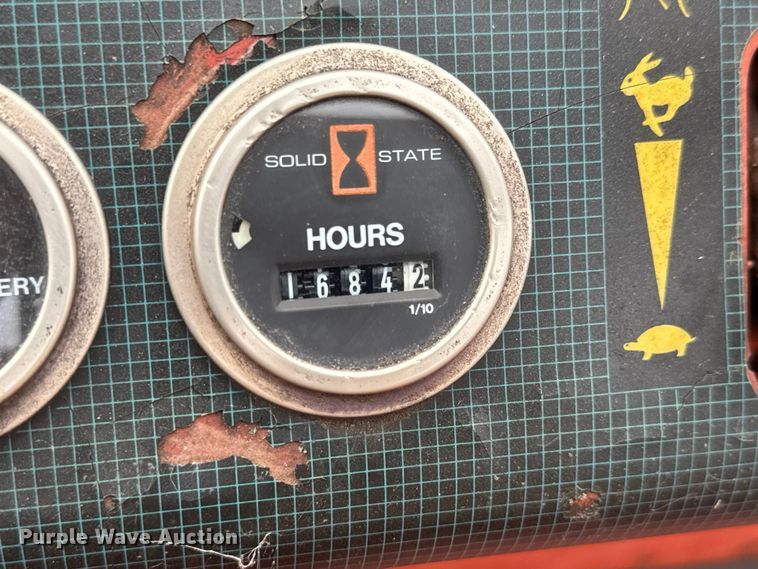 SOLID STATE
HOURS
16842
1/10
ERY
Purple Wave Auction